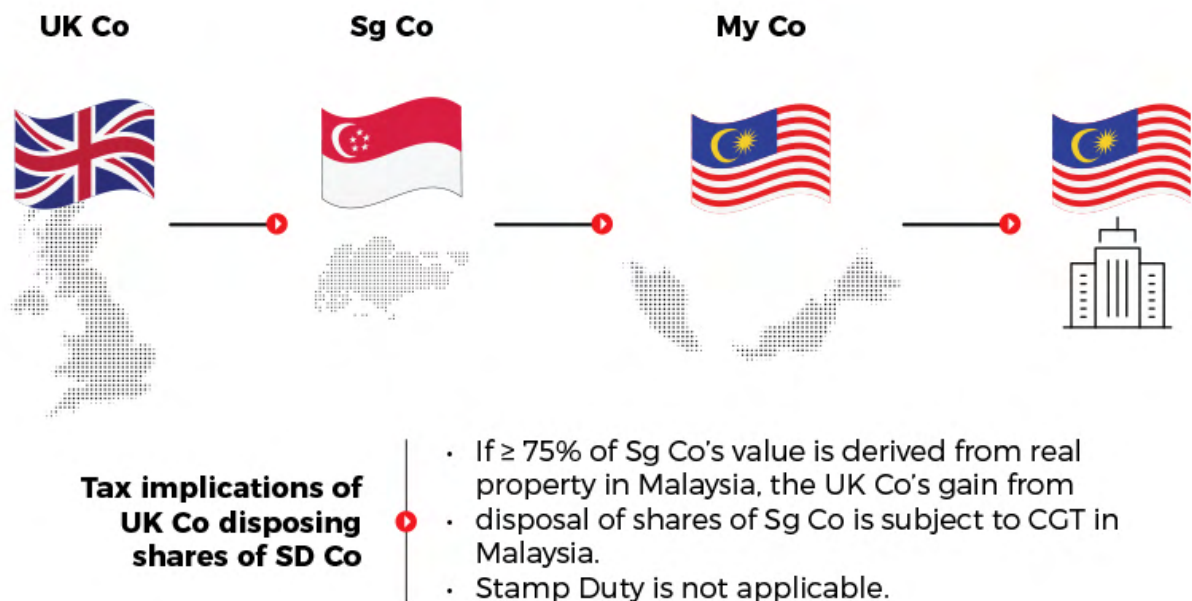 UK Co
Sg Co
My Co
Tax implications of
UK Co disposing
shares of SD Co
• If ≥ 75% of Sg Co’s value is derived from real
property in Malaysia, the UK Co’s gain from
• disposal of shares of Sg Co is subject to CGT in
Malaysia.
• Stamp Duty is not applicable.